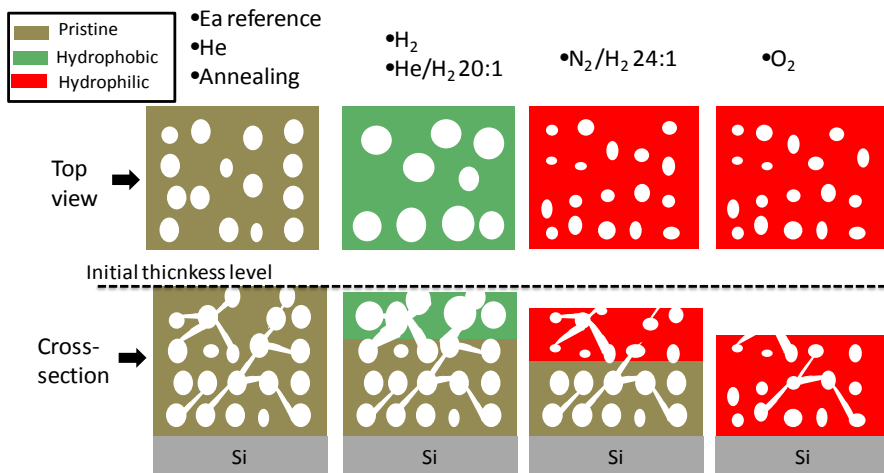 Pristine
Hydrophobic
Hydrophilic
•Ea reference
•He
•Annealing
•H₂
•He/H₂ 20:1
•N₂/H₂ 24:1
•O₂
Top
view
Initial thicnkess level
Cross-
section
Si
Si
Si
Si